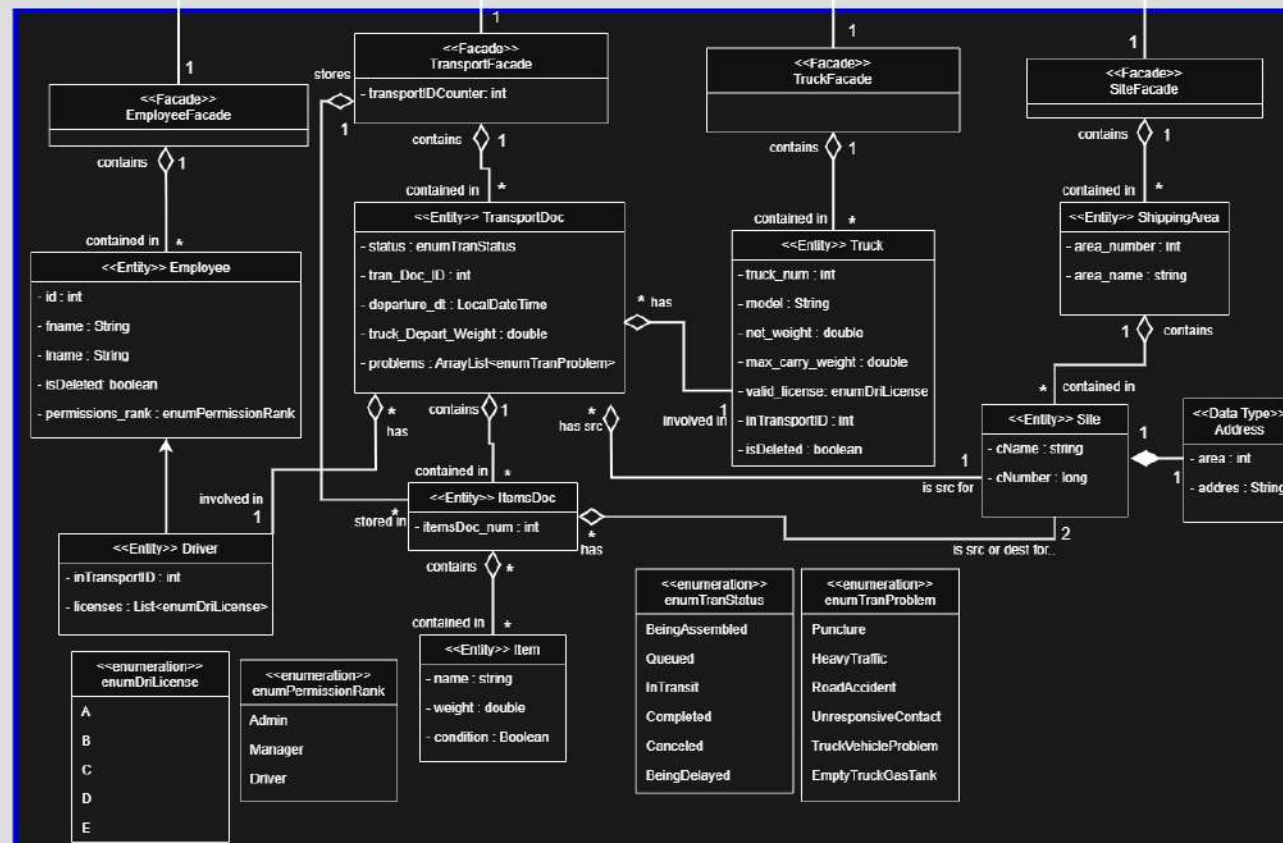 1
1
1
1
<<Facade>>
EmployeeFacade
contains
1
contained in
*
<<Entity>> Employee
- id : int
- fname : String
- lname : String
- isDeleted: boolean
- permissions_rank : enumPermissionRank
<<Facade>>
TransportFacade
- transportIDCounter: int
stores
1
contains
1
contained in
*
<<Entity>> TransportDoc
- status : enumTranStatus
- tran_Doc_ID : int
- departure_dt : LocalDateTime
- truck_Depart_Weight : double
- problems : ArrayList<enumTranProblem>
<<Facade>>
TruckFacade
contains
1
contained in
*
<<Entity>> Truck
- truck_num : int
- model : String
- net_weight : double
- max_carry_weight : double
- valid_license: enumDriLicense
- inTransportID : int
- isDeleted : boolean
* has
involved in
1
<<Facade>>
SiteFacade
contains
1
contained in
*
<<Entity>> ShippingArea
- area_number : int
- area_name : string
1
contains
*
contained in
<<Entity>> Site
- cName : string
- cNumber : long
1
1
<<Data Type>>
Address
- area : int
- addres : String
*
has
involved in
1
contains
1
contained in
*
*
has src
1
is src for
<<Entity>> Driver
- inTransportID : int
- licenses : List<enumDriLicense>
stored in
*
<<Entity>> ItemsDoc
- itemsDoc_num : int
*
has
2
is src or dest for..
contains
*
contained in
*
<<Entity>> Item
- name : string
- weight : double
- condition : Boolean
<<enumeration>>
enumDriLicense
A
B
C
D
E
<<enumeration>>
enumPermissionRank
Admin
Manager
Driver
<<enumeration>>
enumTranStatus
BeingAssembled
Queued
InTransit
Completed
Canceled
BeingDelayed
<<enumeration>>
enumTranProblem
Puncture
HeavyTraffic
RoadAccident
UnresponsiveContact
TruckVehicleProblem
EmptyTruckGasTank